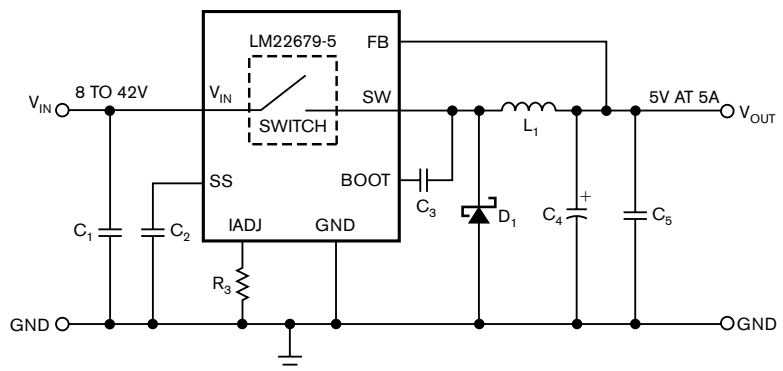 LM22679-5
FB
8 TO 42V
V_IN
V_IN
SW
5V AT 5A
V_OUT
SWITCH
L_1
SS
BOOT
C_3
C_1
C_2
IADJ
GND
D_1
C_4
+
C_5
R_3
GND
GND